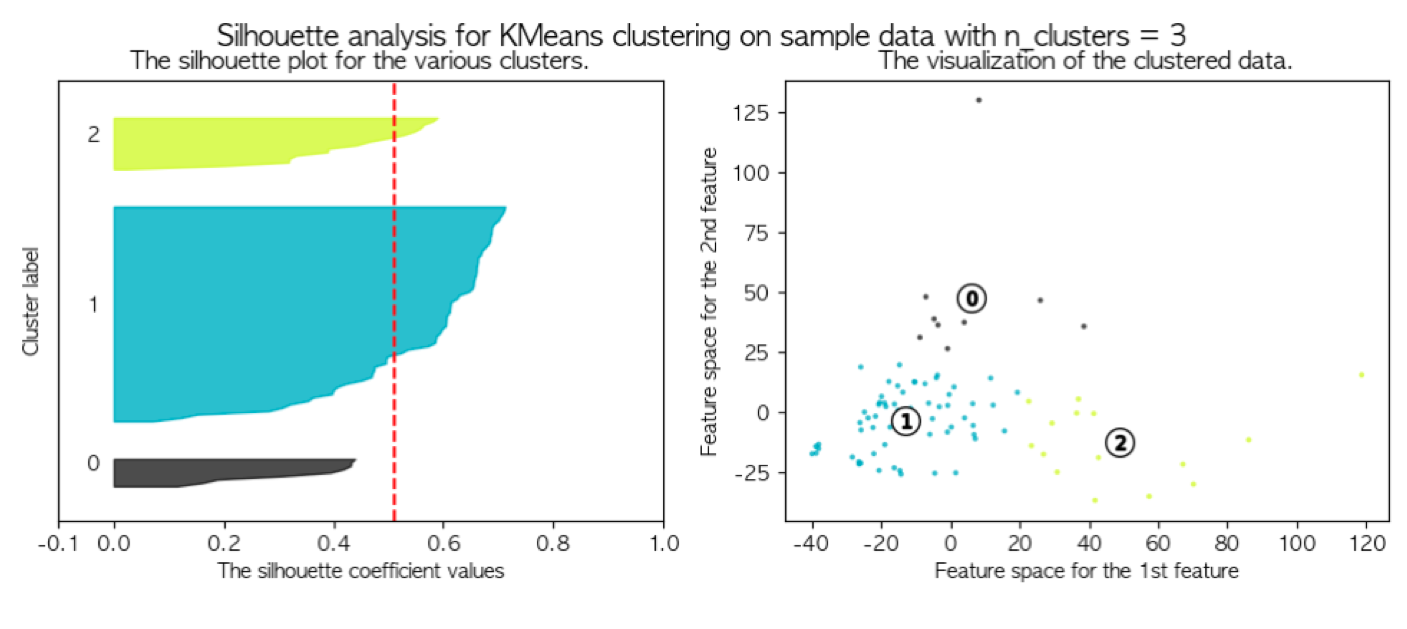 Silhouette analysis for KMeans clustering on sample data with n_clusters = 3
The silhouette plot for the various clusters.
2
1
0
Cluster label
-0.1 0.0 0.2 0.4 0.6 0.8 1.0
The silhouette coefficient values
The visualization of the clustered data.
125
100
75
50
25
0
-25
Feature space for the 2nd feature
0
1
2
-40 -20 0 20 40 60 80 100 120
Feature space for the 1st feature